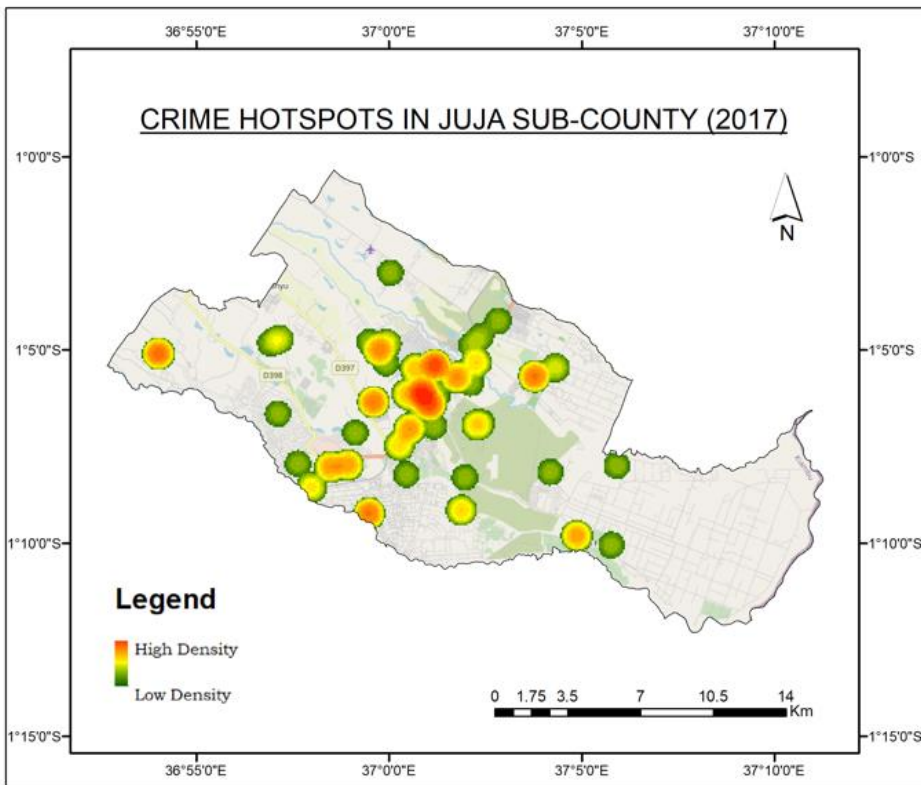 36°55'0"E 37°0'0"E 37°5'0"E 37°10'0"E
CRIME HOTSPOTS IN JUJA SUB-COUNTY (2017)
1°0'0"S 1°0'0"S
N
1°5'0"S 1°5'0"S
D398 D397
1°10'0"S 1°10'0"S
Legend
High Density
Low Density
0 1.75 3.5 7 10.5 14
Km
1°15'0"S 1°15'0"S
36°55'0"E 37°0'0"E 37°5'0"E 37°10'0"E